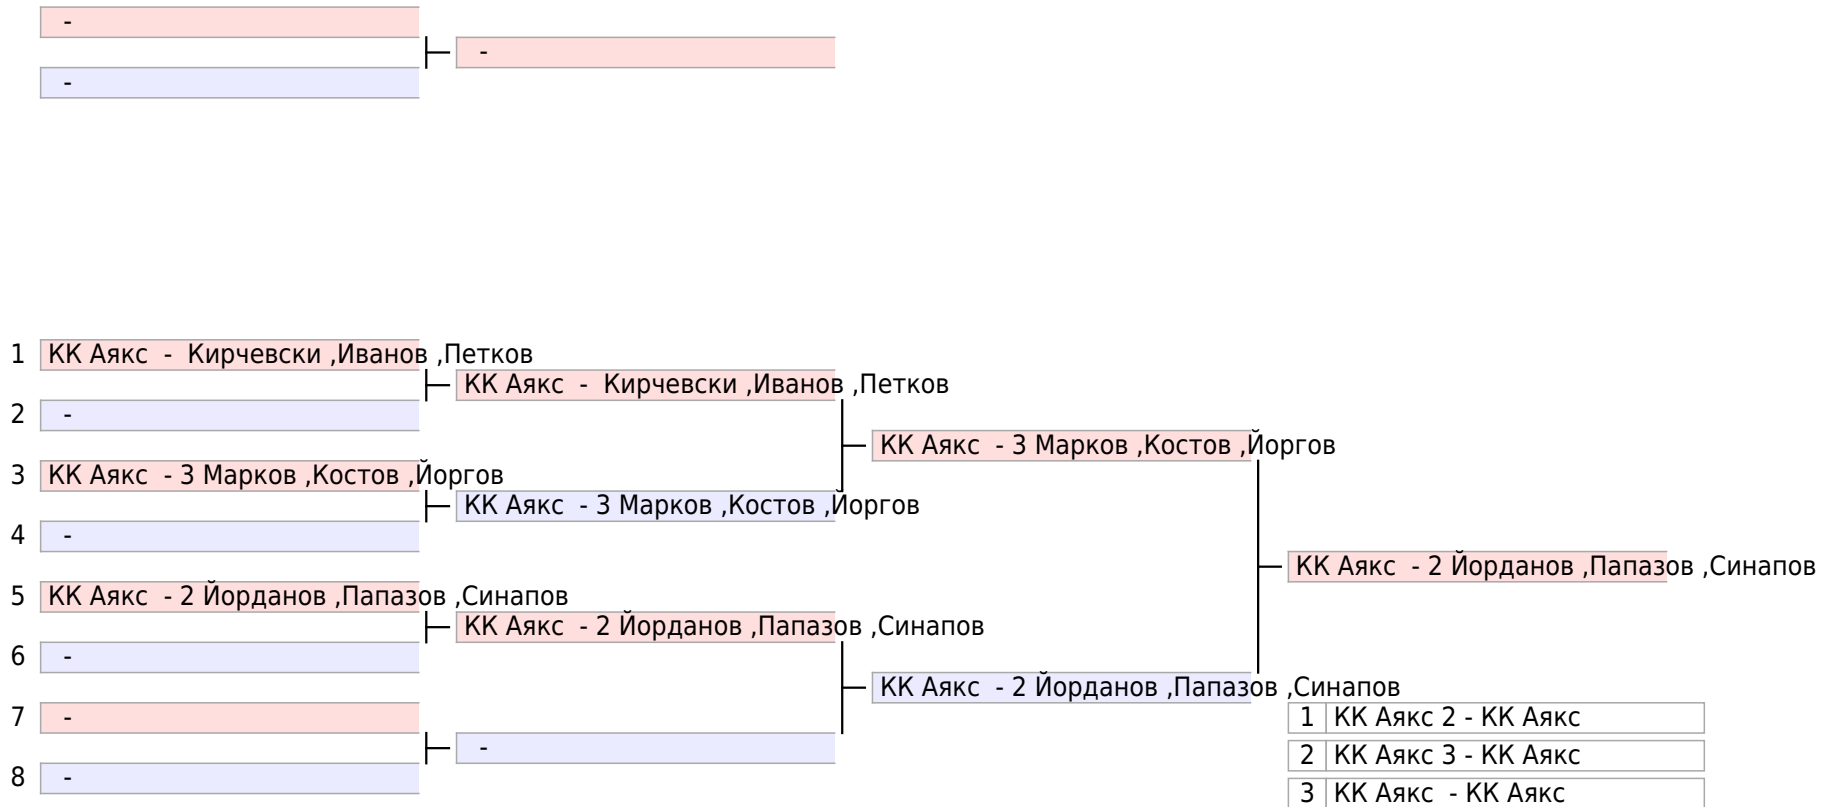 -
-
-
1 КК Аякс - Кирчевски ,Иванов ,Петков
КК Аякс - Кирчевски ,Иванов ,Петков
2 -
КК Аякс - 3 Марков ,Костов ,Йоргов
3 КК Аякс - 3 Марков ,Костов ,Йоргов
КК Аякс - 3 Марков ,Костов ,Йоргов
4 -
КК Аякс - 2 Йорданов ,Папазов ,Синапов
5 КК Аякс - 2 Йорданов ,Папазов ,Синапов
КК Аякс - 2 Йорданов ,Папазов ,Синапов
6 -
КК Аякс - 2 Йорданов ,Папазов ,Синапов
7 -
-
8 -
1 КК Аякс 2 - КК Аякс
2 КК Аякс 3 - КК Аякс
3 КК Аякс - КК Аякс